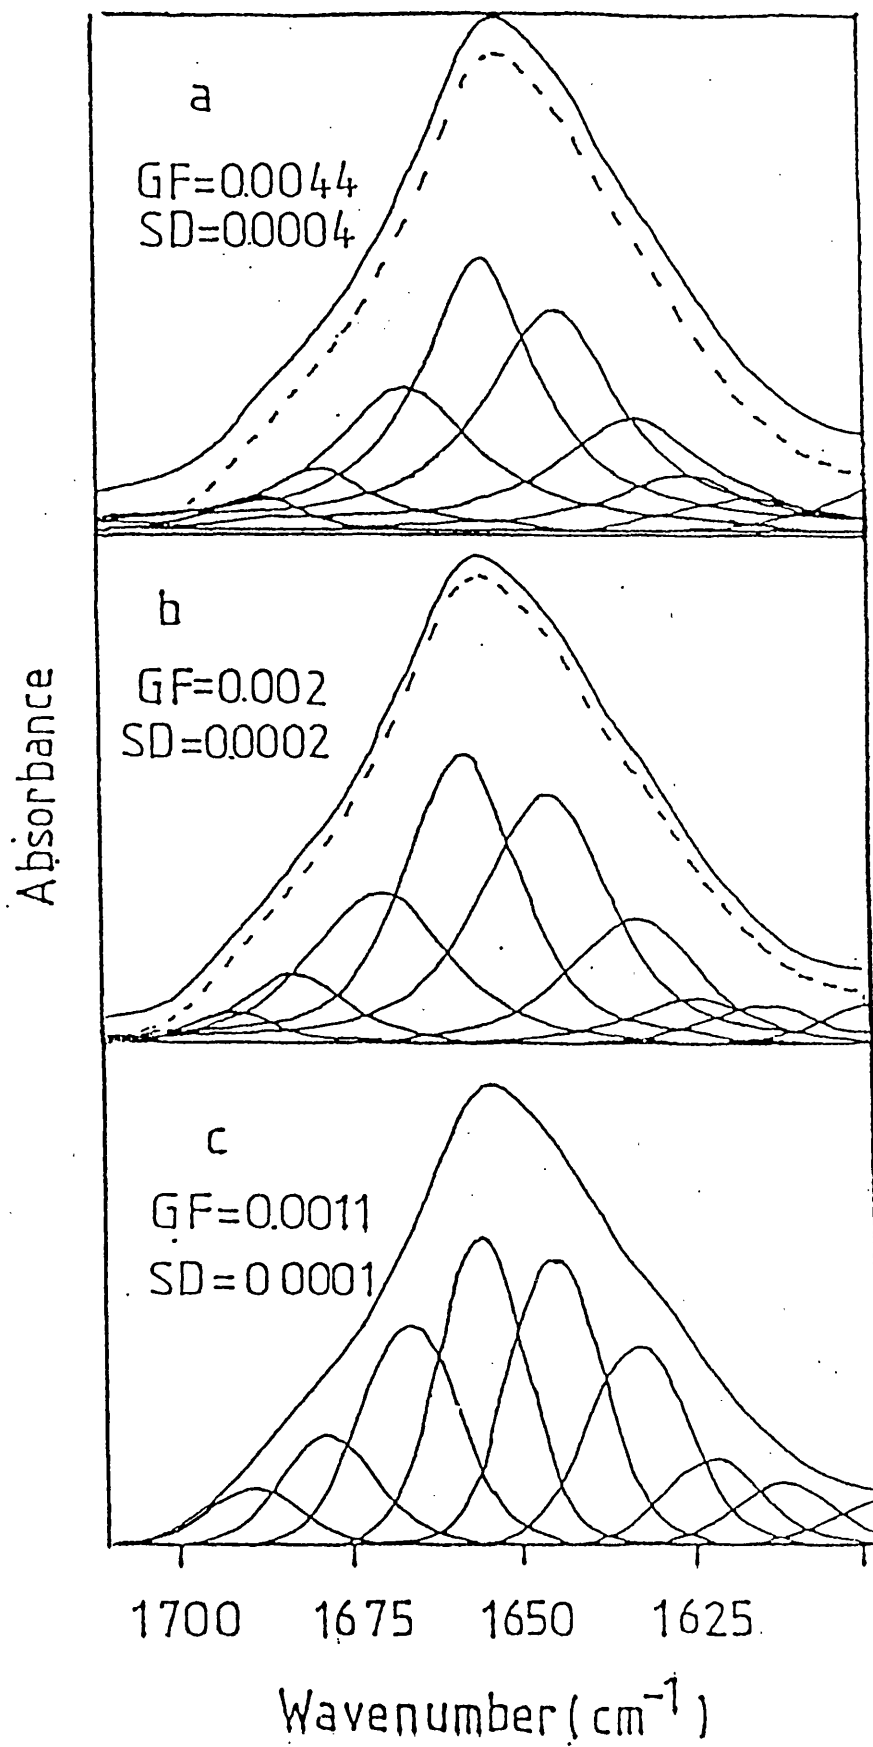 a
GF=0.0044
SD=0.0004
b
GF=0.002
SD=0.0002
Absorbance
c
GF=0.0011
SD=0.0001
1700 1675 1650 1625
Wavenumber (cm⁻¹)